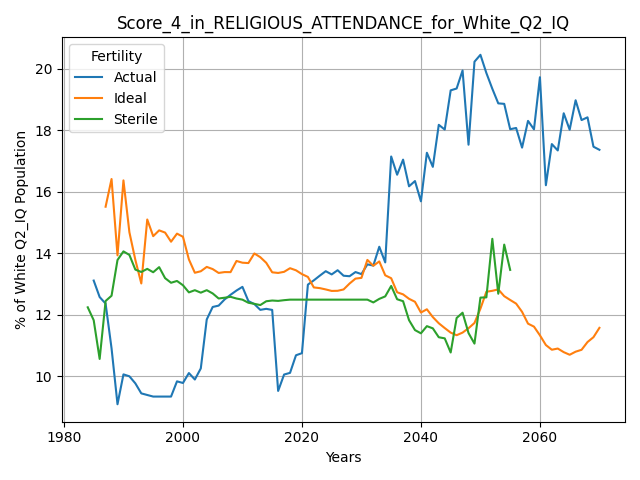 Score_4_in_RELIGIOUS_ATTENDANCE_for_White_Q2_IQ
Fertility
Actual
Ideal
Sterile
% of White Q2_IQ Population
20
18
16
14
12
10
1980
2000
2020
2040
2060
Years